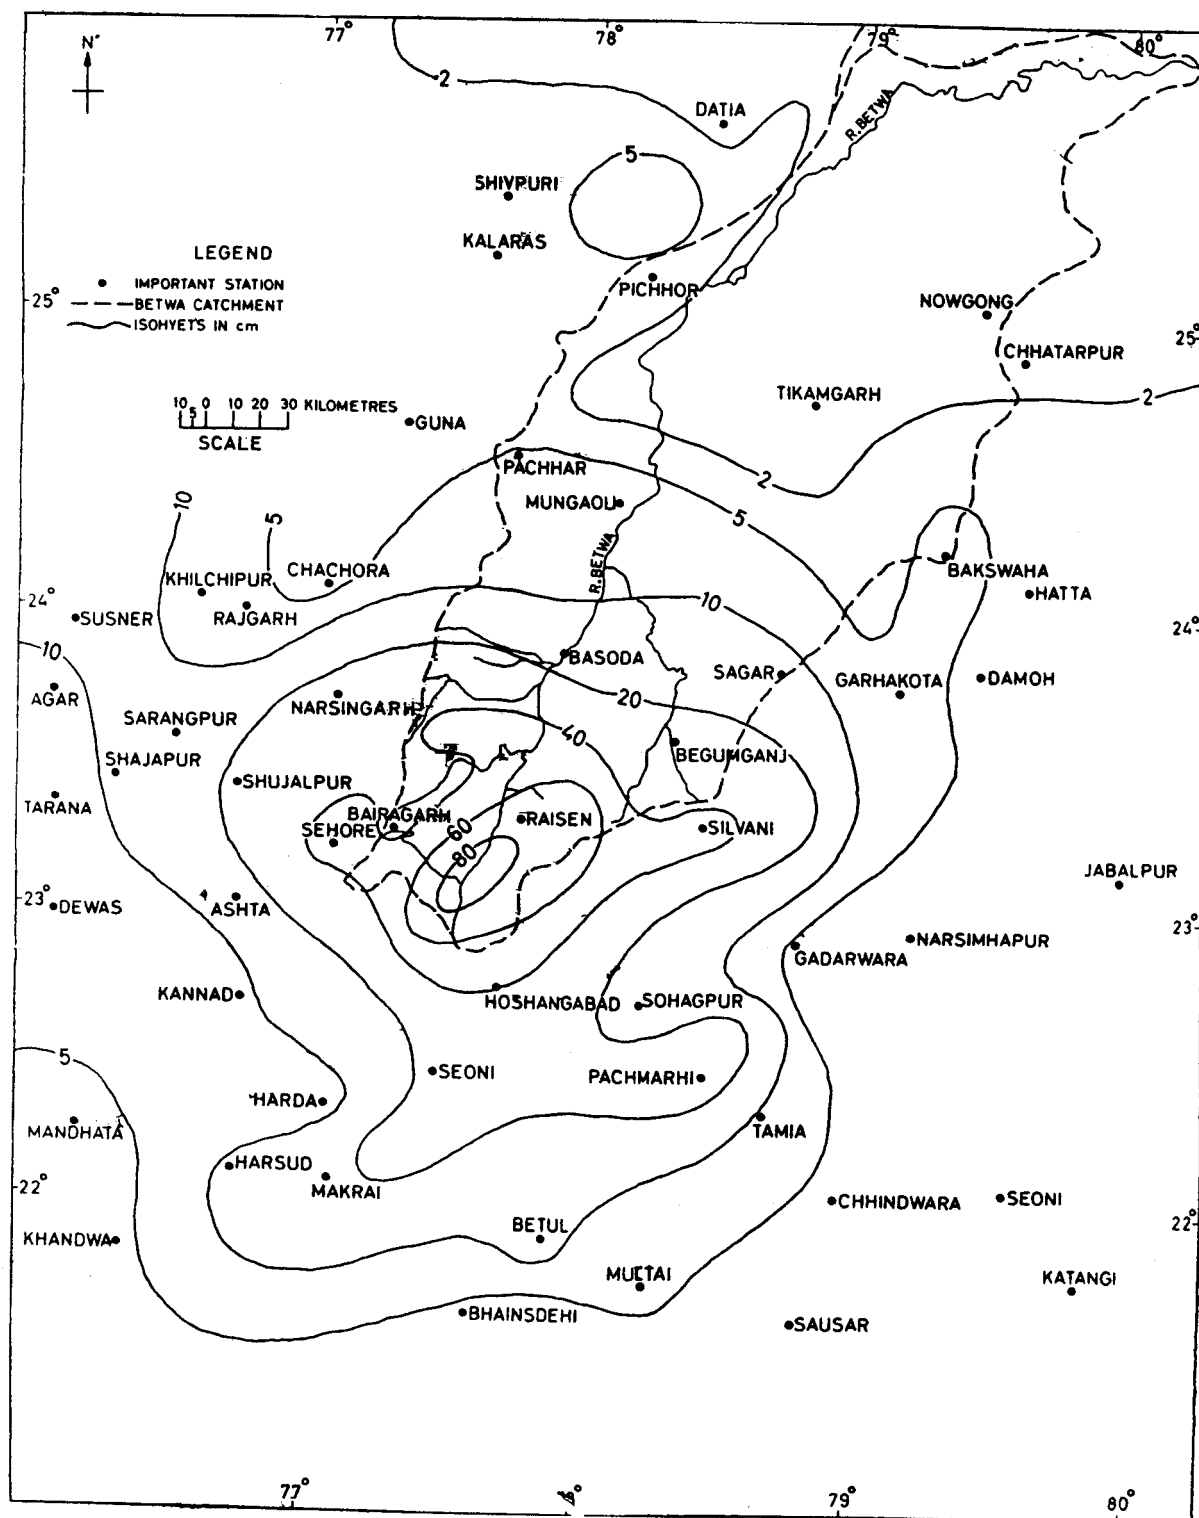 77°
78°
79°
80°
N
2
DATIA
R.BETWA
5
SHIVPURI
KALARAS
LEGEND
IMPORTANT STATION
BETWA CATCHMENT
ISOHYETS IN cm
PICHHOR
25°
NOWGONG
25°
CHHATARPUR
10 5 0 10 20 30 KILOMETRES
SCALE
TIKAMGARH
2
GUNA
PACHHAR
2
10
MUNGAOU
5
5
R.BETWA
BAKSWAHA
CHACHORA
KHILCHIPUR
24°
RAJGARH
10
HATTA
SUSNER
24°
10
BASODA
SAGAR
GARHAKOTA
DAMOH
AGAR
NARSINGARH
20
SARANGPUR
40
BEGUMGANJ
SHAJAPUR
SHUJALPUR
TARANA
BAIRAGARH
60
RAISEN
SILVANI
SEHORE
80
JABALPUR
23°
DEWAS
ASHTA
23°
NARSIMHAPUR
GADARWARA
KANNAD
HOSHANGABAD
SOHAGPUR
5
SEONI
PACHMARHI
HARDA
MANDHATA
TAMIA
HARSUD
22°
MAKRAI
CHHINDWARA
SEONI
BETUL
22°
KHANDWA
MULTAI
KATANGI
BHAINSDEHI
SAUSAR
77°
79°
80°